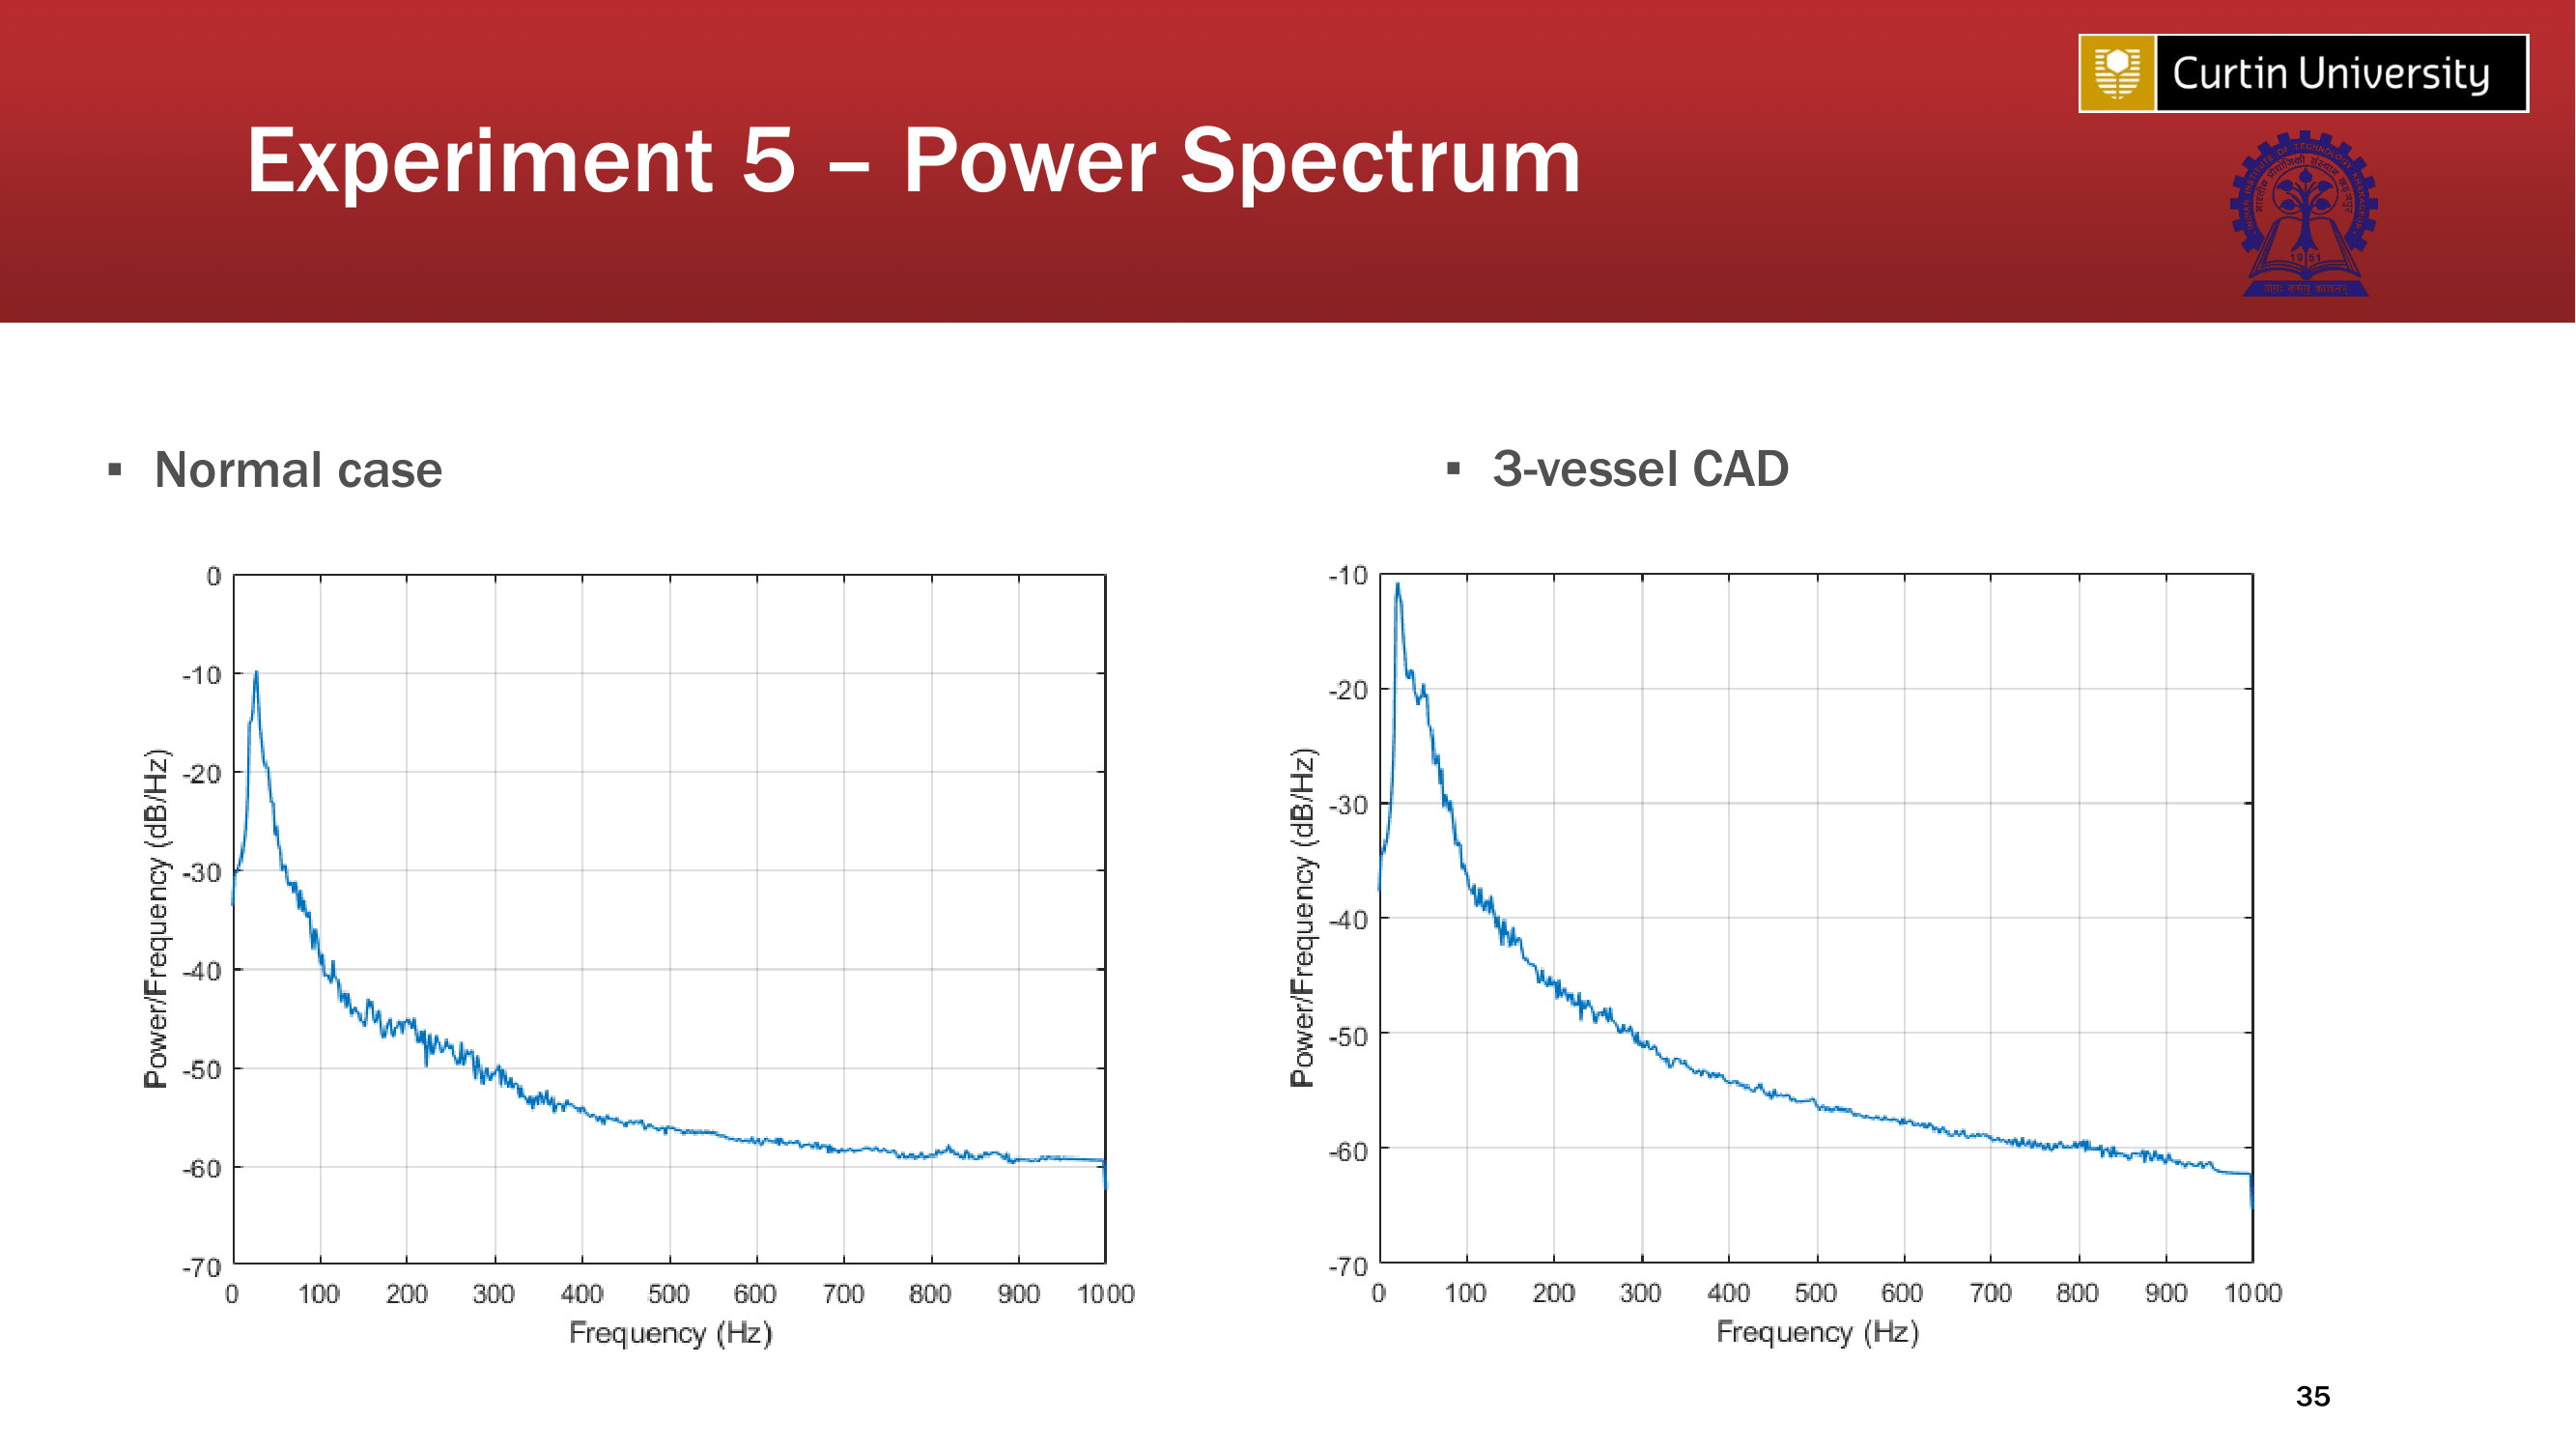 Curtin University
Experiment 5 – Power Spectrum
19 51
▪ Normal case
▪ 3-vessel CAD
0
-10
-20
-30
-40
-50
-60
-70
Power/Frequency (dB/Hz)
0 100 200 300 400 500 600 700 800 900 1000
Frequency (Hz)
-10
-20
-30
-40
-50
-60
-70
Power/Frequency (dB/Hz)
0 100 200 300 400 500 600 700 800 900 1000
Frequency (Hz)
35